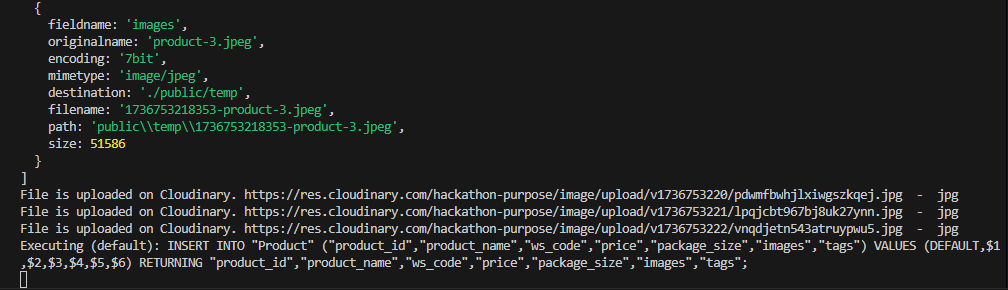 {
fieldname: 'images',
originalname: 'product-3.jpeg',
encoding: '7bit',
mimetype: 'image/jpeg',
destination: './public/temp',
filename: '1736753218353-product-3.jpeg',
path: 'public\\temp\\1736753218353-product-3.jpeg',
size: 51586
}
]
File is uploaded on Cloudinary. https://res.cloudinary.com/hackathon-purpose/image/upload/v1736753220/pdwmfbwhjlxiwgszkqej.jpg  -  jpg
File is uploaded on Cloudinary. https://res.cloudinary.com/hackathon-purpose/image/upload/v1736753221/lpqjcbt967bj8uk27ynn.jpg  -  jpg
File is uploaded on Cloudinary. https://res.cloudinary.com/hackathon-purpose/image/upload/v1736753222/vnqdjetn543atruypwu5.jpg  -  jpg
Executing (default): INSERT INTO "Product" ("product_id","product_name","ws_code","price","package_size","images","tags") VALUES (DEFAULT,$1
,$2,$3,$4,$5,$6) RETURNING "product_id","product_name","ws_code","price","package_size","images","tags";